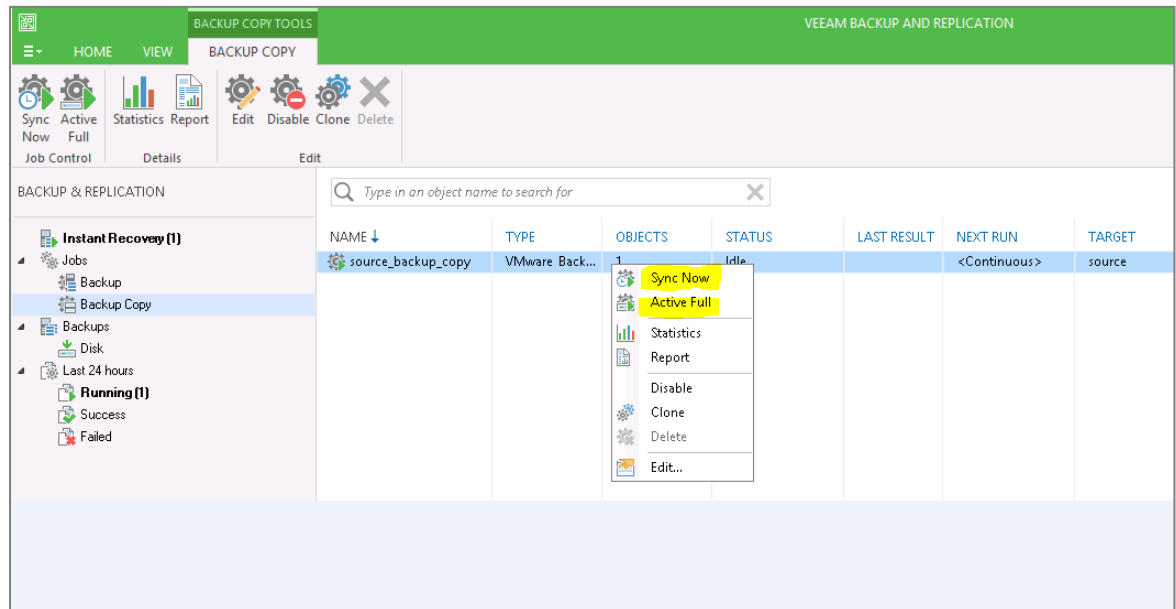 BACKUP COPY TOOLS
VEEAM BACKUP AND REPLICATION
HOME VIEW BACKUP COPY
Sync Now
Active Full
Statistics
Report
Edit
Disable
Clone
Delete
Job Control
Details
Edit
BACKUP & REPLICATION
Type in an object name to search for
Instant Recovery (1)
Jobs
Backup
Backup Copy
Backups
Disk
Last 24 hours
Running (1)
Success
Failed
NAME TYPE OBJECTS STATUS LAST RESULT NEXT RUN TARGET
source_backup_copy VMware Back... 1 Idle <Continuous> source
Sync Now
Active Full
Statistics
Report
Disable
Clone
Delete
Edit...